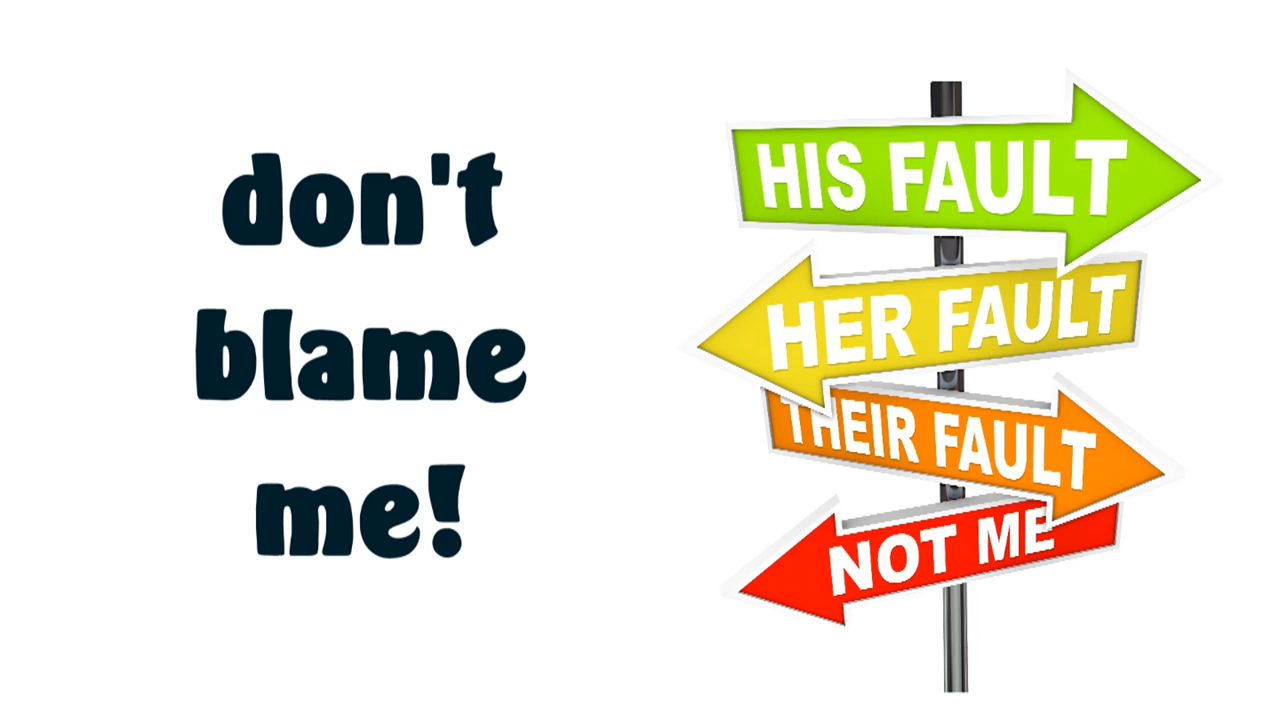 don't
blame
me!
HIS FAULT
HER FAULT
THEIR FAULT
NOT ME